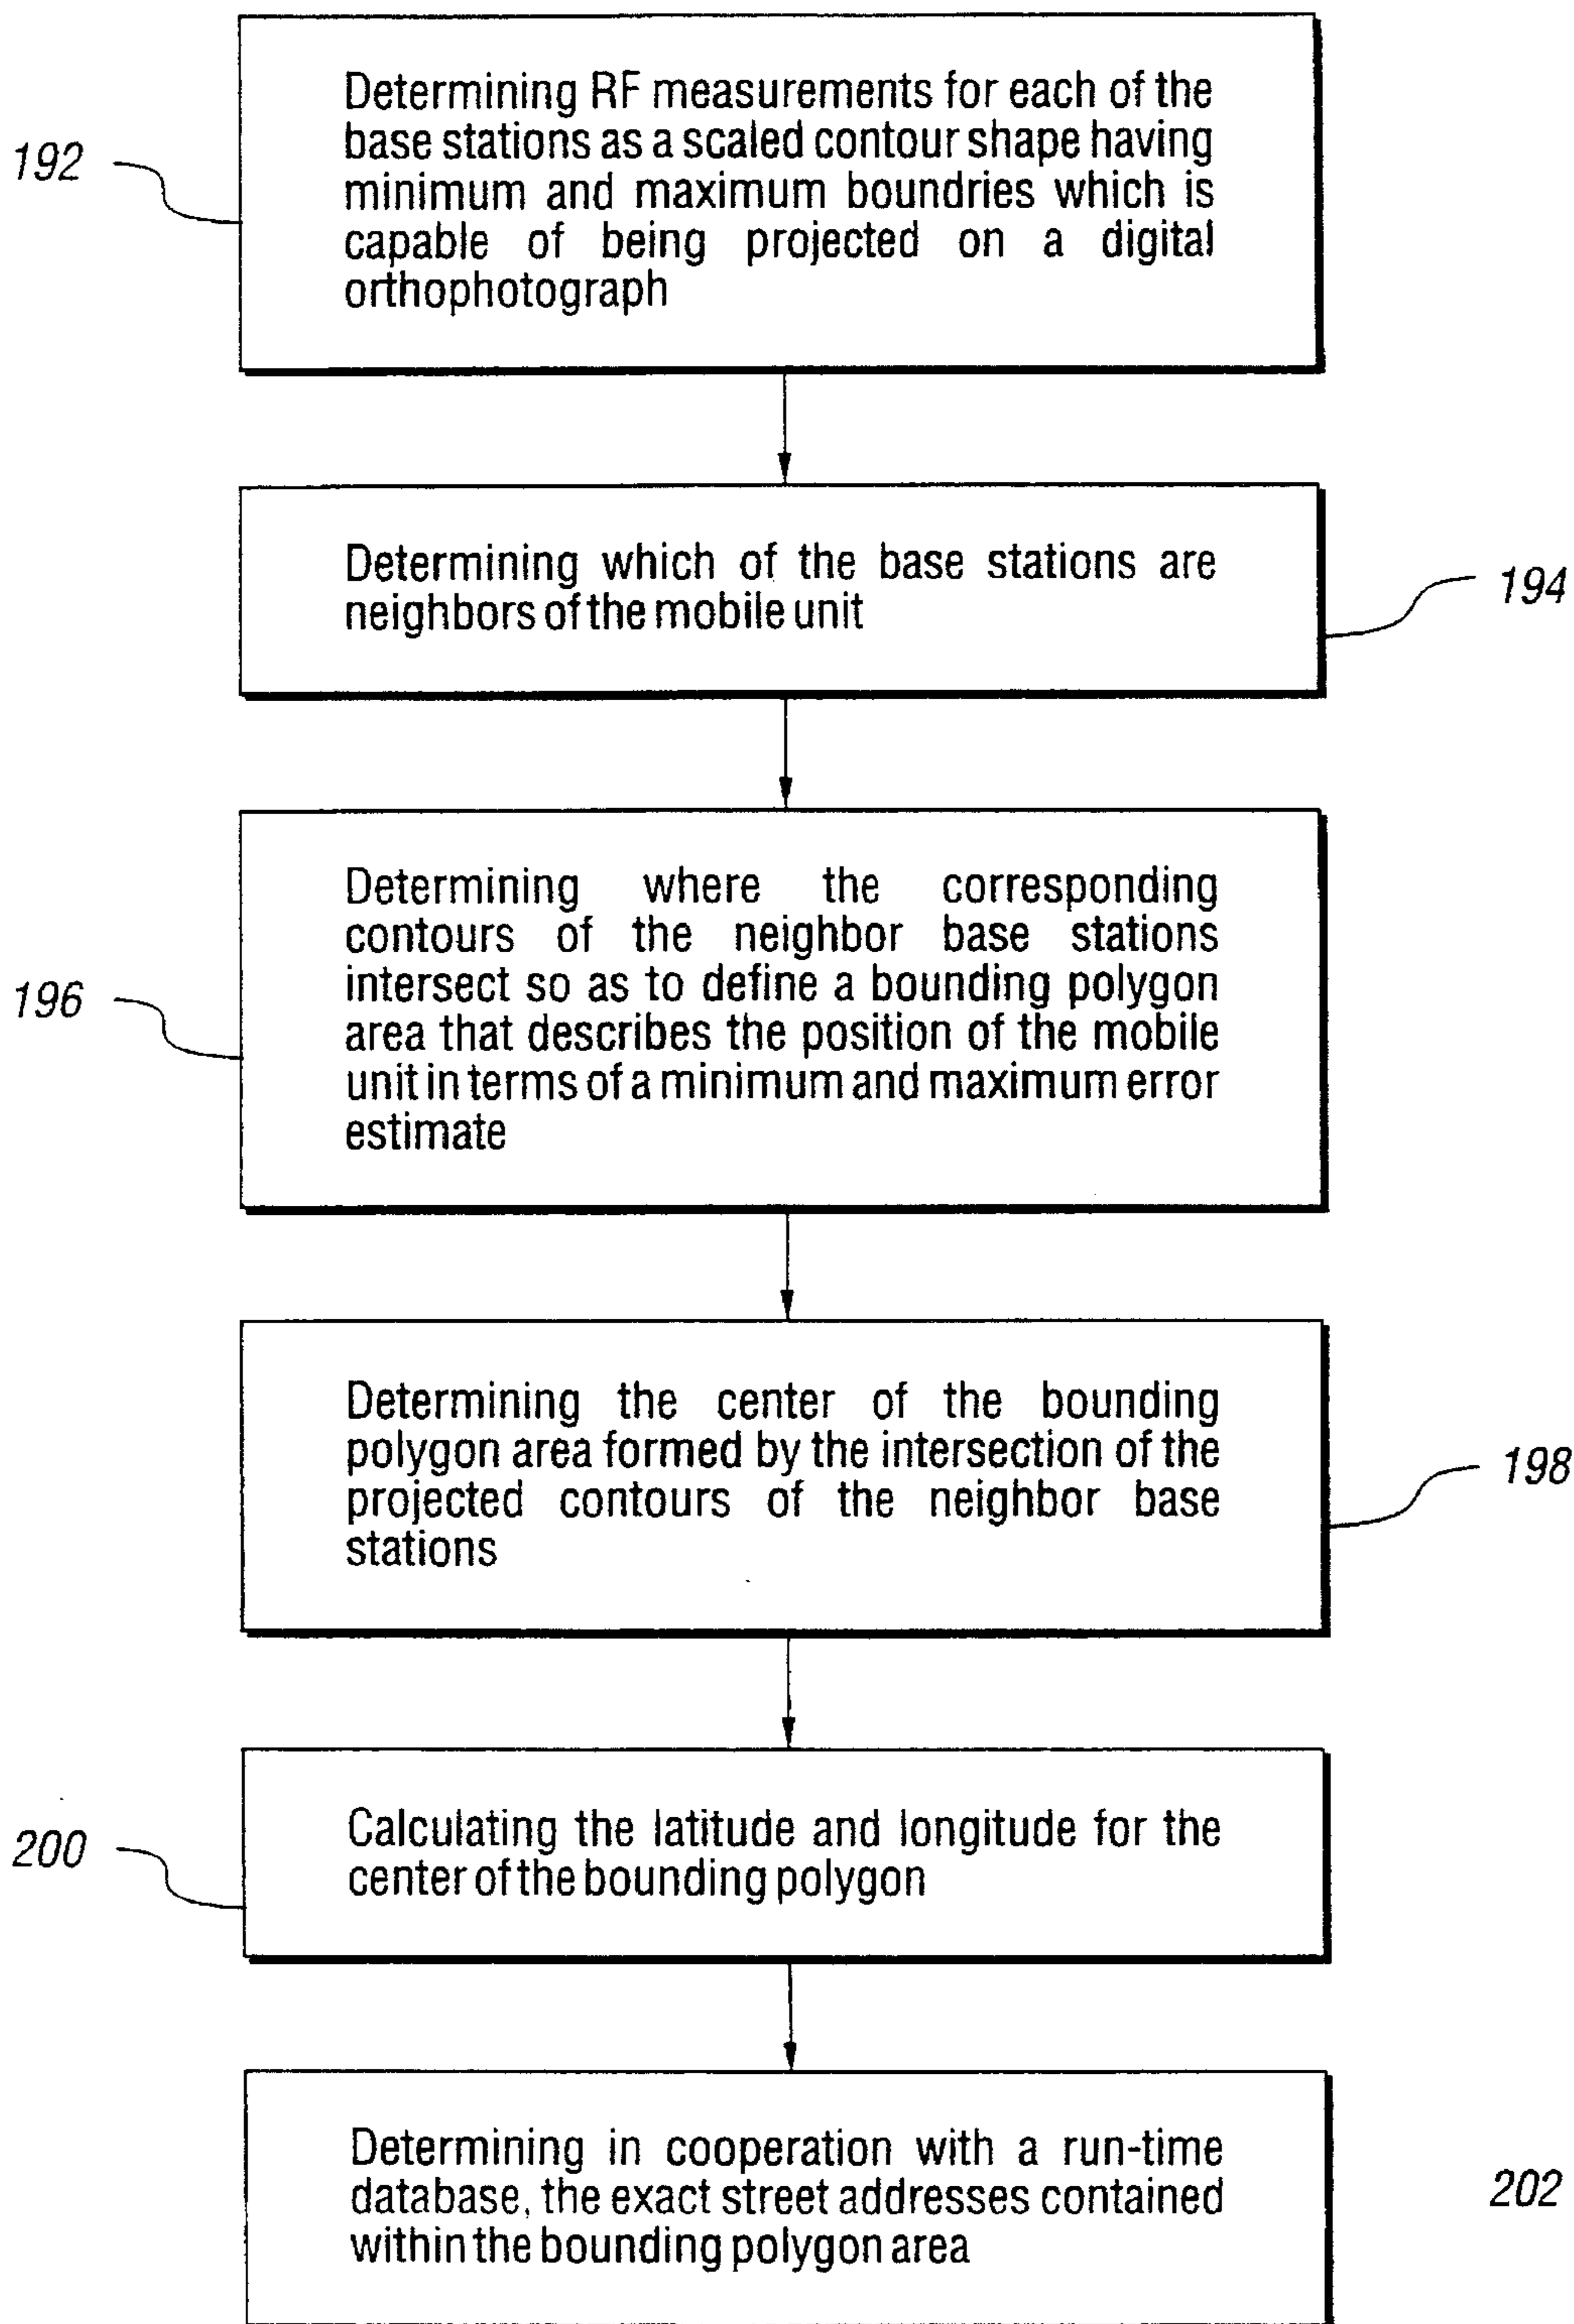 Determining RF measurements for each of the
base stations as a scaled contour shape having
minimum and maximum boundries which is
capable of being projected on a digital
orthophotograph
192
Determining which of the base stations are
neighbors of the mobile unit
194
Determining where the corresponding
contours of the neighbor base stations
intersect so as to define a bounding polygon
area that describes the position of the mobile
unit in terms of a minimum and maximum error
estimate
196
Determining the center of the bounding
polygon area formed by the intersection of the
projected contours of the neighbor base
stations
198
Calculating the latitude and longitude for the
center of the bounding polygon
200
Determining in cooperation with a run-time
database, the exact street addresses contained
within the bounding polygon area
202